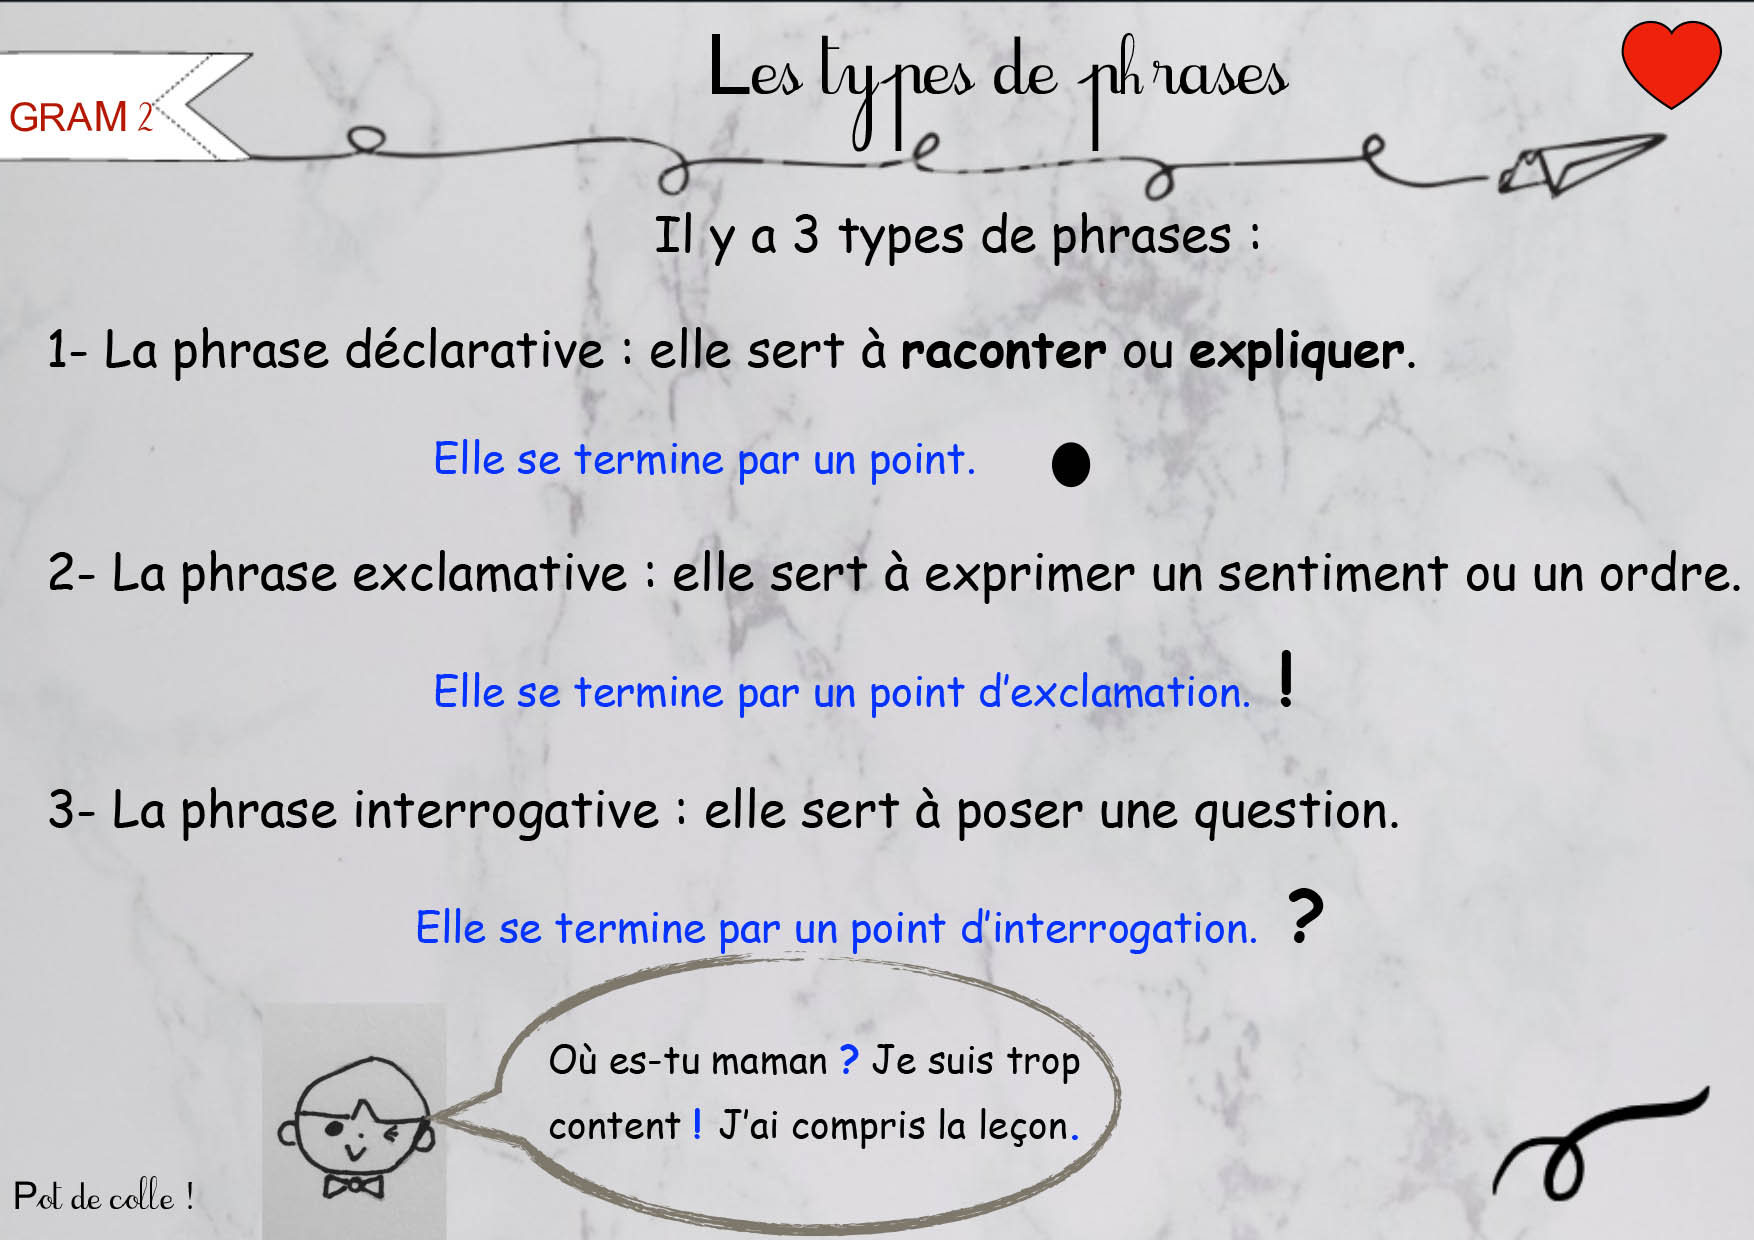 Les types de phrases
GRAM 2
Il y a 3 types de phrases :
1- La phrase déclarative : elle sert à raconter ou expliquer.
Elle se termine par un point. .
2- La phrase exclamative : elle sert à exprimer un sentiment ou un ordre.
Elle se termine par un point d’exclamation. !
3- La phrase interrogative : elle sert à poser une question.
Elle se termine par un point d’interrogation. ?
Où es-tu maman ? Je suis trop
content ! J’ai compris la leçon.
Pot de colle !